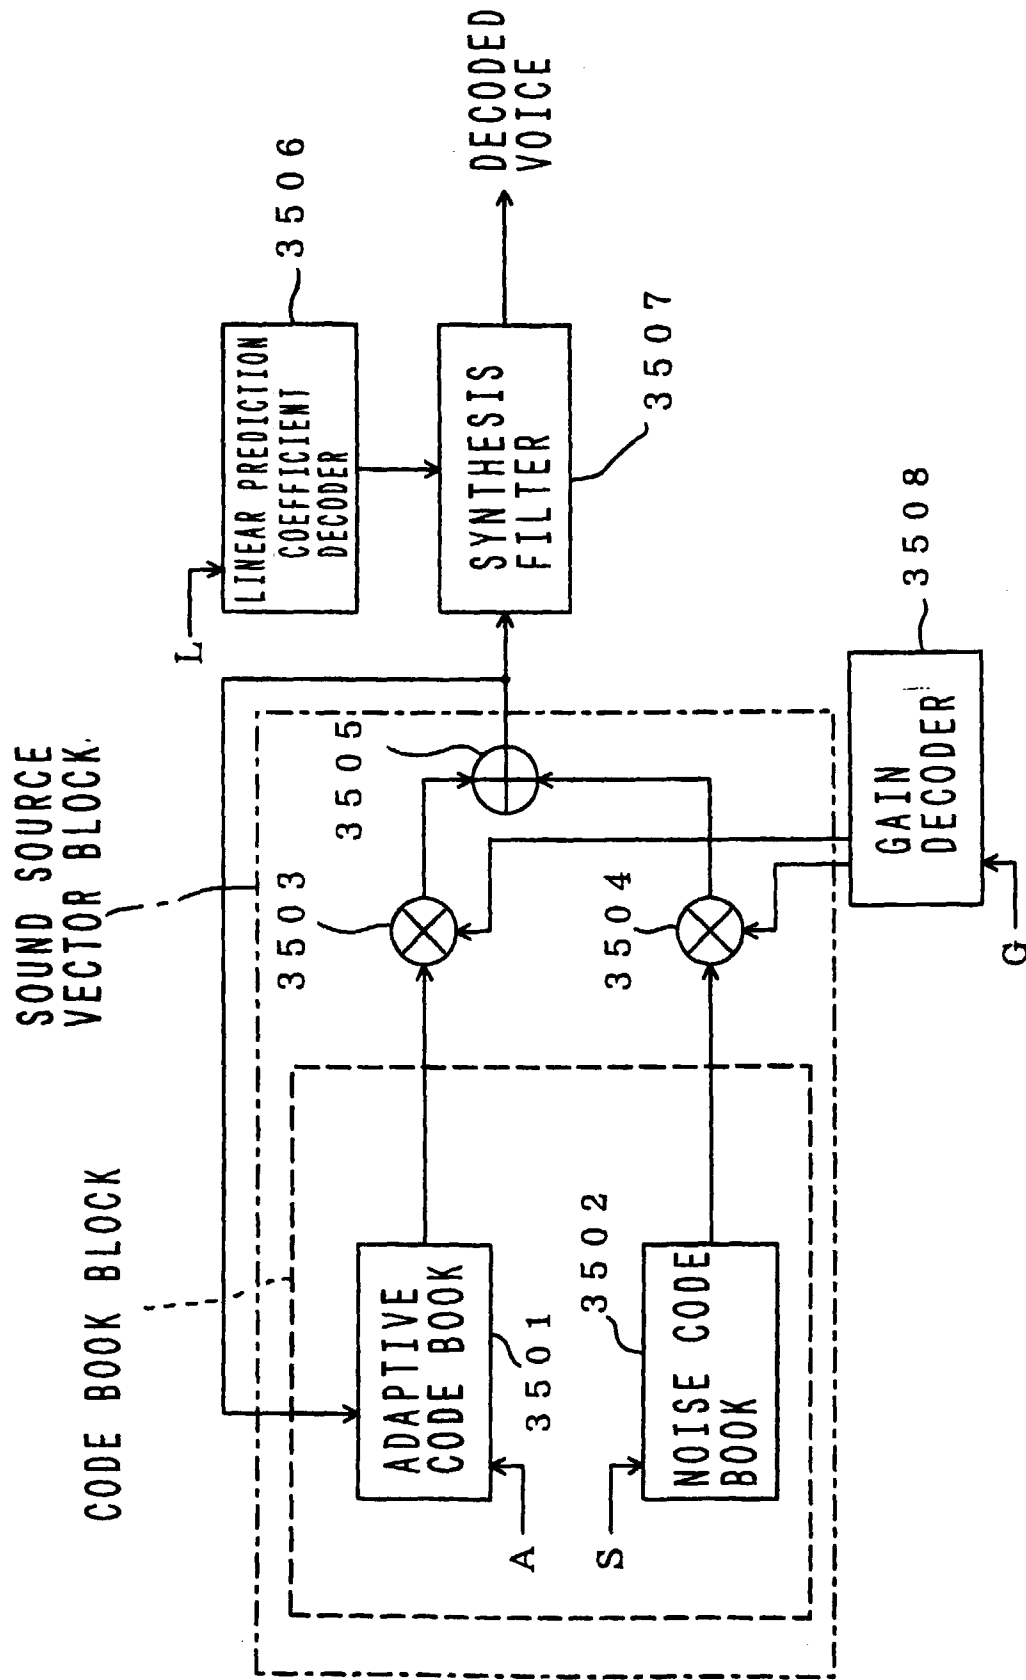 SOUND SOURCE
VECTOR BLOCK.
CODE BOOK BLOCK
ADAPTIVE
CODE BOOK
3501
A
NOISE CODE
BOOK
3502
S
3503
3504
3505
L
LINEAR PREDICTION
COEFFICIENT
DECODER
3506
SYNTHESIS
FILTER
3507
DECODED
VOICE
GAIN
DECODER
3508
G